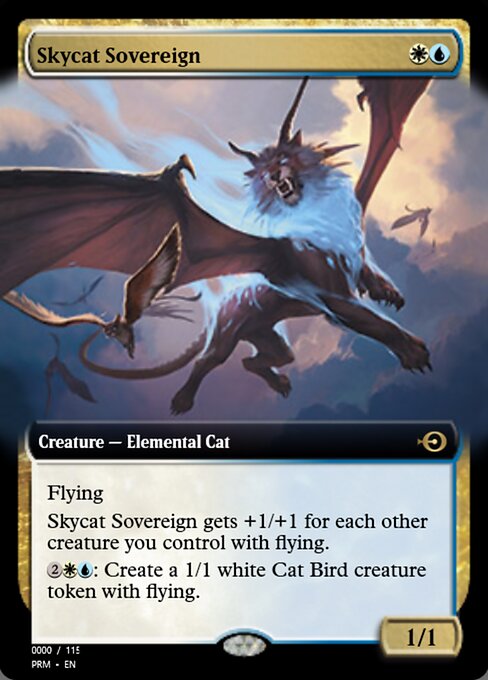 Skycat Sovereign
Creature — Elemental Cat
Flying
Skycat Sovereign gets +1/+1 for each other
creature you control with flying.
2: Create a 1/1 white Cat Bird creature
token with flying.
1/1
0000 / 115
PRM • EN